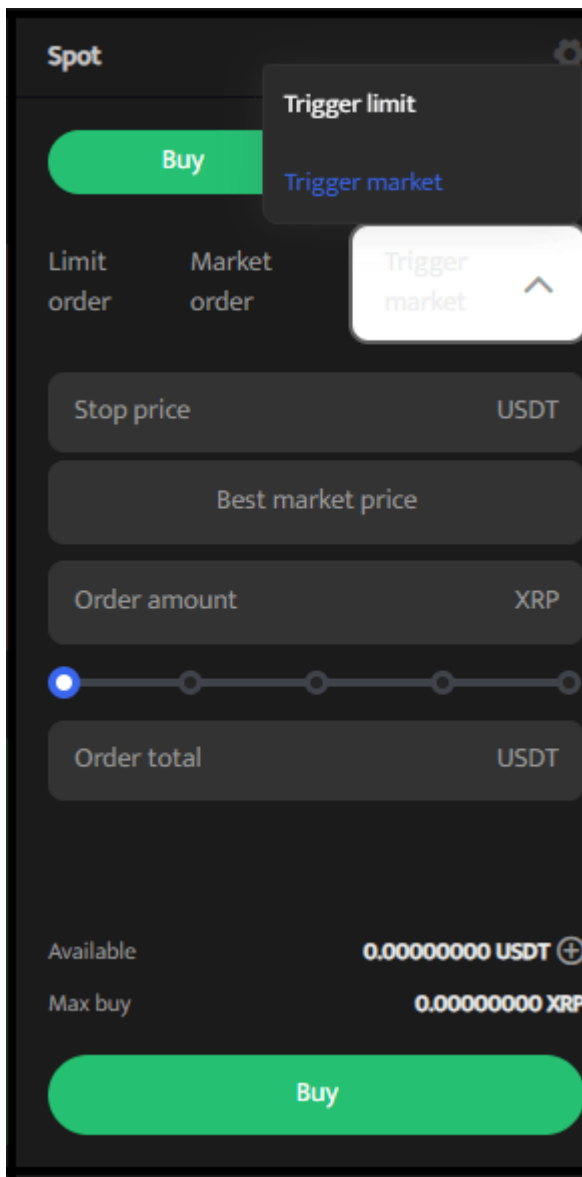 Spot
Trigger limit
Buy
Trigger market
Limit order
Market order
Trigger market
Stop price USDT
Best market price
Order amount XRP
Order total USDT
Available 0.00000000 USDT
Max buy 0.00000000 XRP
Buy